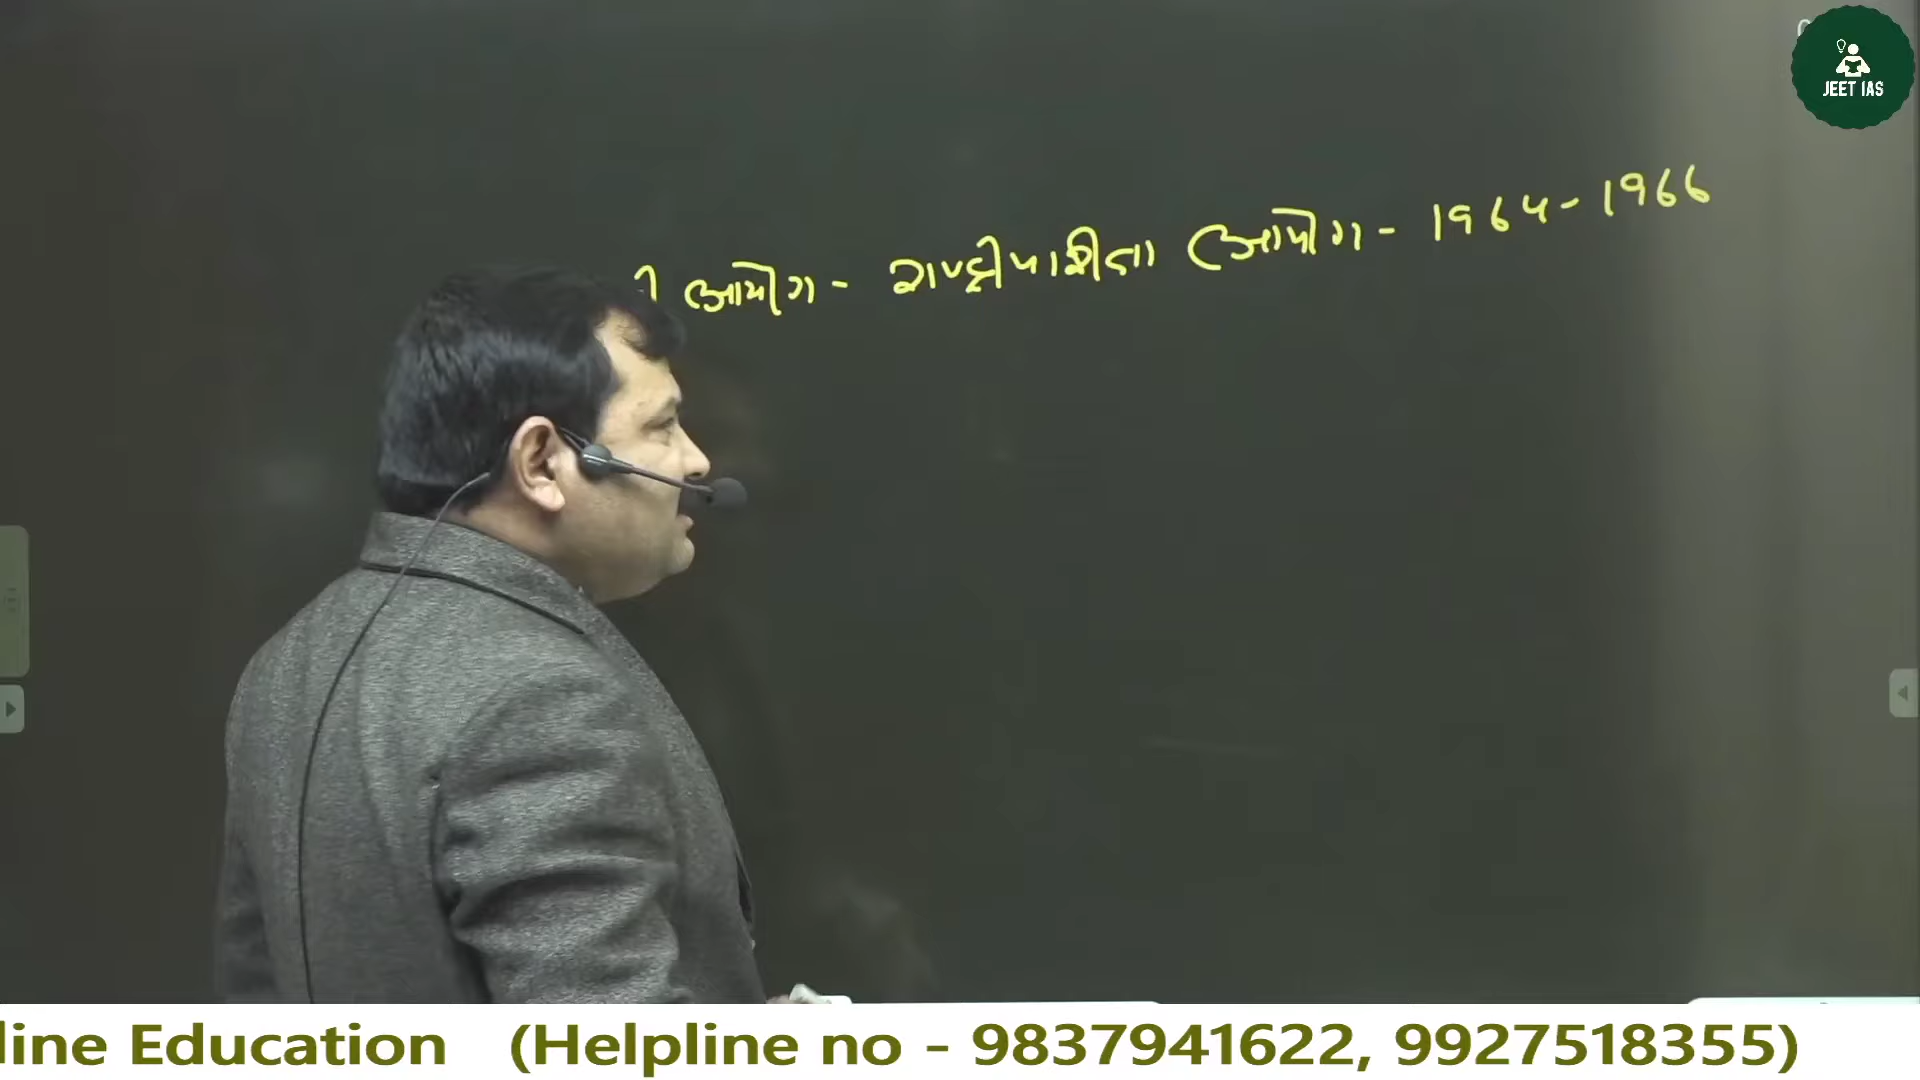 JEET IAS
आयोग - राष्ट्रीय शिक्षा आयोग - 1964 - 1966
line Education (Helpline no - 9837941622, 9927518355)